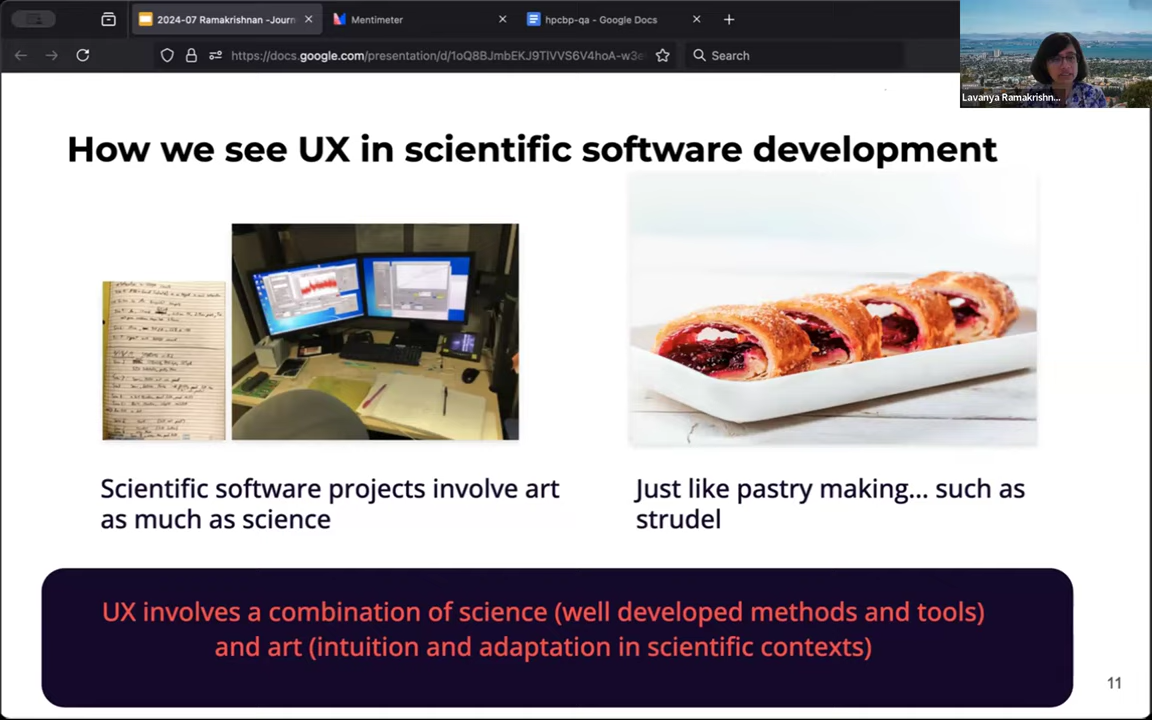 2024-07 Ramakrishnan -Journ
Mentimeter
hpcbp-qa - Google Docs
https://docs.google.com/presentation/d/1oQ8BJmbEKJ9TlVVS6V4hoA-w3e
Search
Lavanya Ramakrishn...
How we see UX in scientific software development
Scientific software projects involve art
as much as science
Just like pastry making... such as
strudel
UX involves a combination of science (well developed methods and tools)
and art (intuition and adaptation in scientific contexts)
11